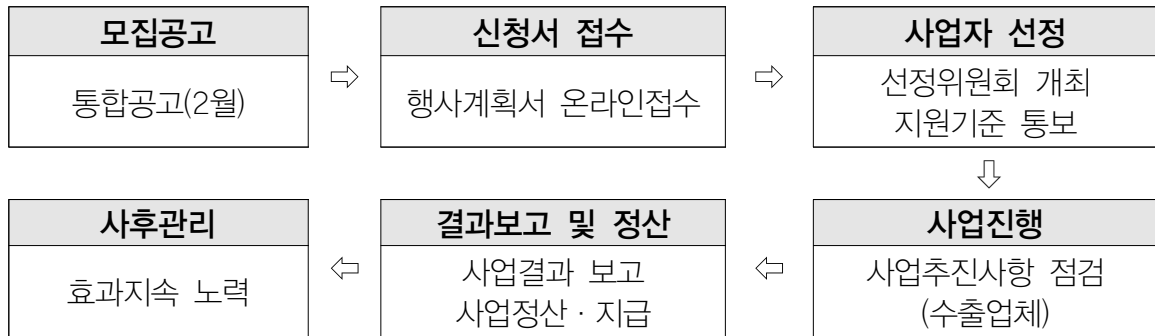 모집공고
통합공고(2월)
⇨
신청서 접수
행사계획서 온라인접수
⇨
사업자 선정
선정위원회 개최
지원기준 통보
⇩
사업진행
사업추진사항 점검
(수출업체)
⇦
결과보고 및 정산
사업결과 보고
사업정산 · 지급
⇦
사후관리
효과지속 노력